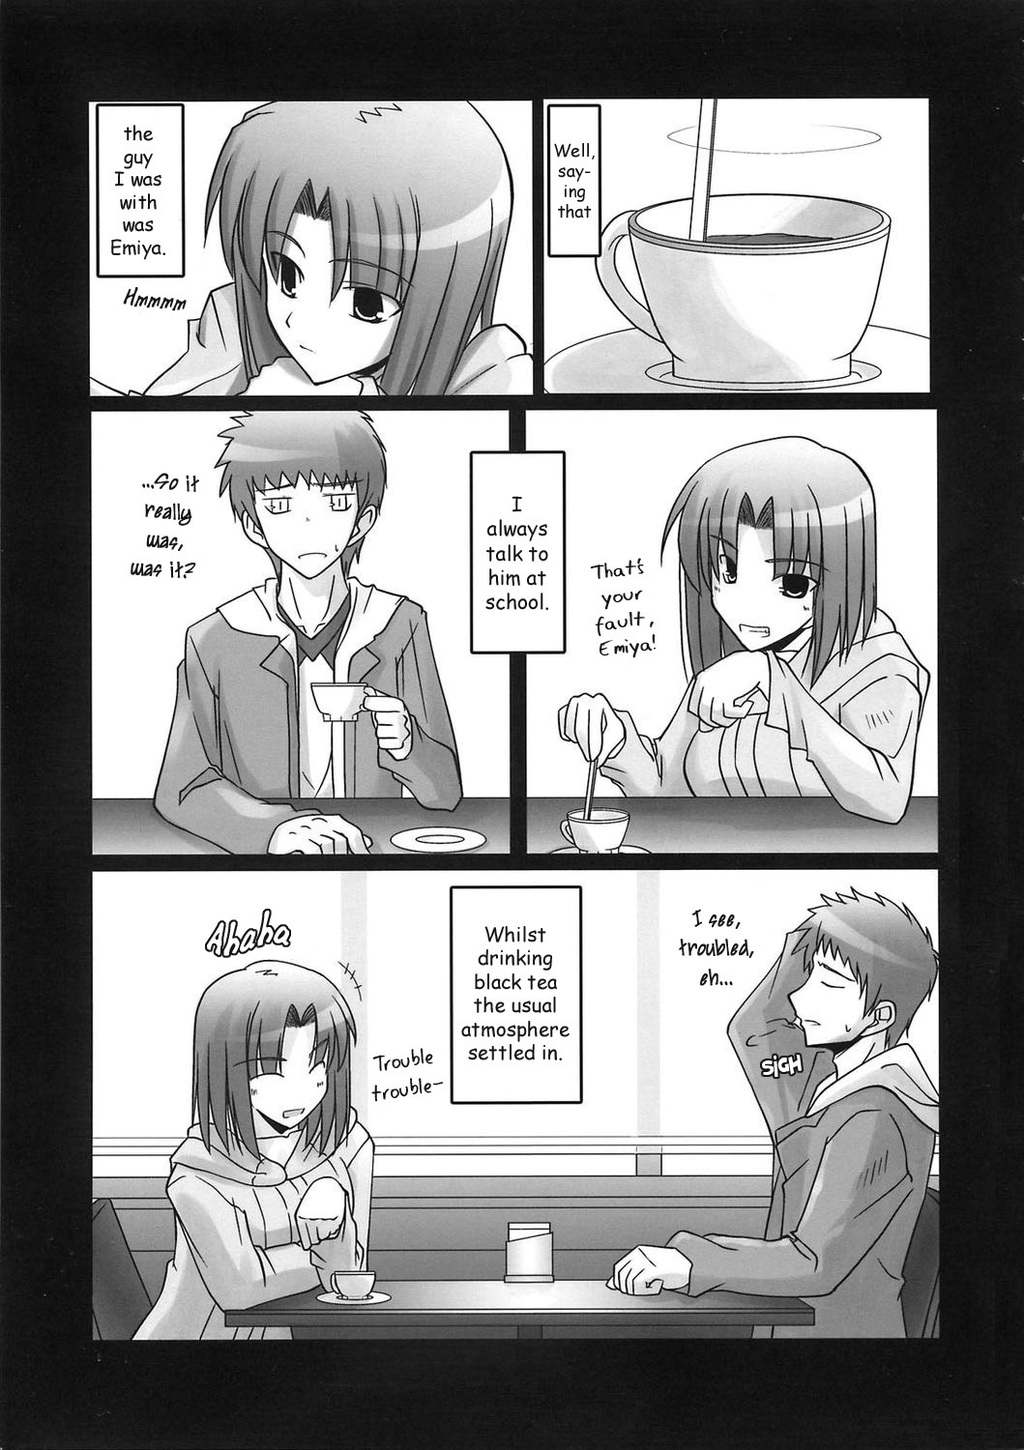 Well,
say-
ing
that
the
guy
I was
with
was
Emiya.
Hmmmm
I
always
talk to
him at
school.
That's
your
fault,
Emiya!
...So it
really
was,
was it?
I see,
troubled,
eh...
SIGH
Whilst
drinking
black tea
the usual
atmosphere
settled in.
Trouble
trouble-
Ahaha